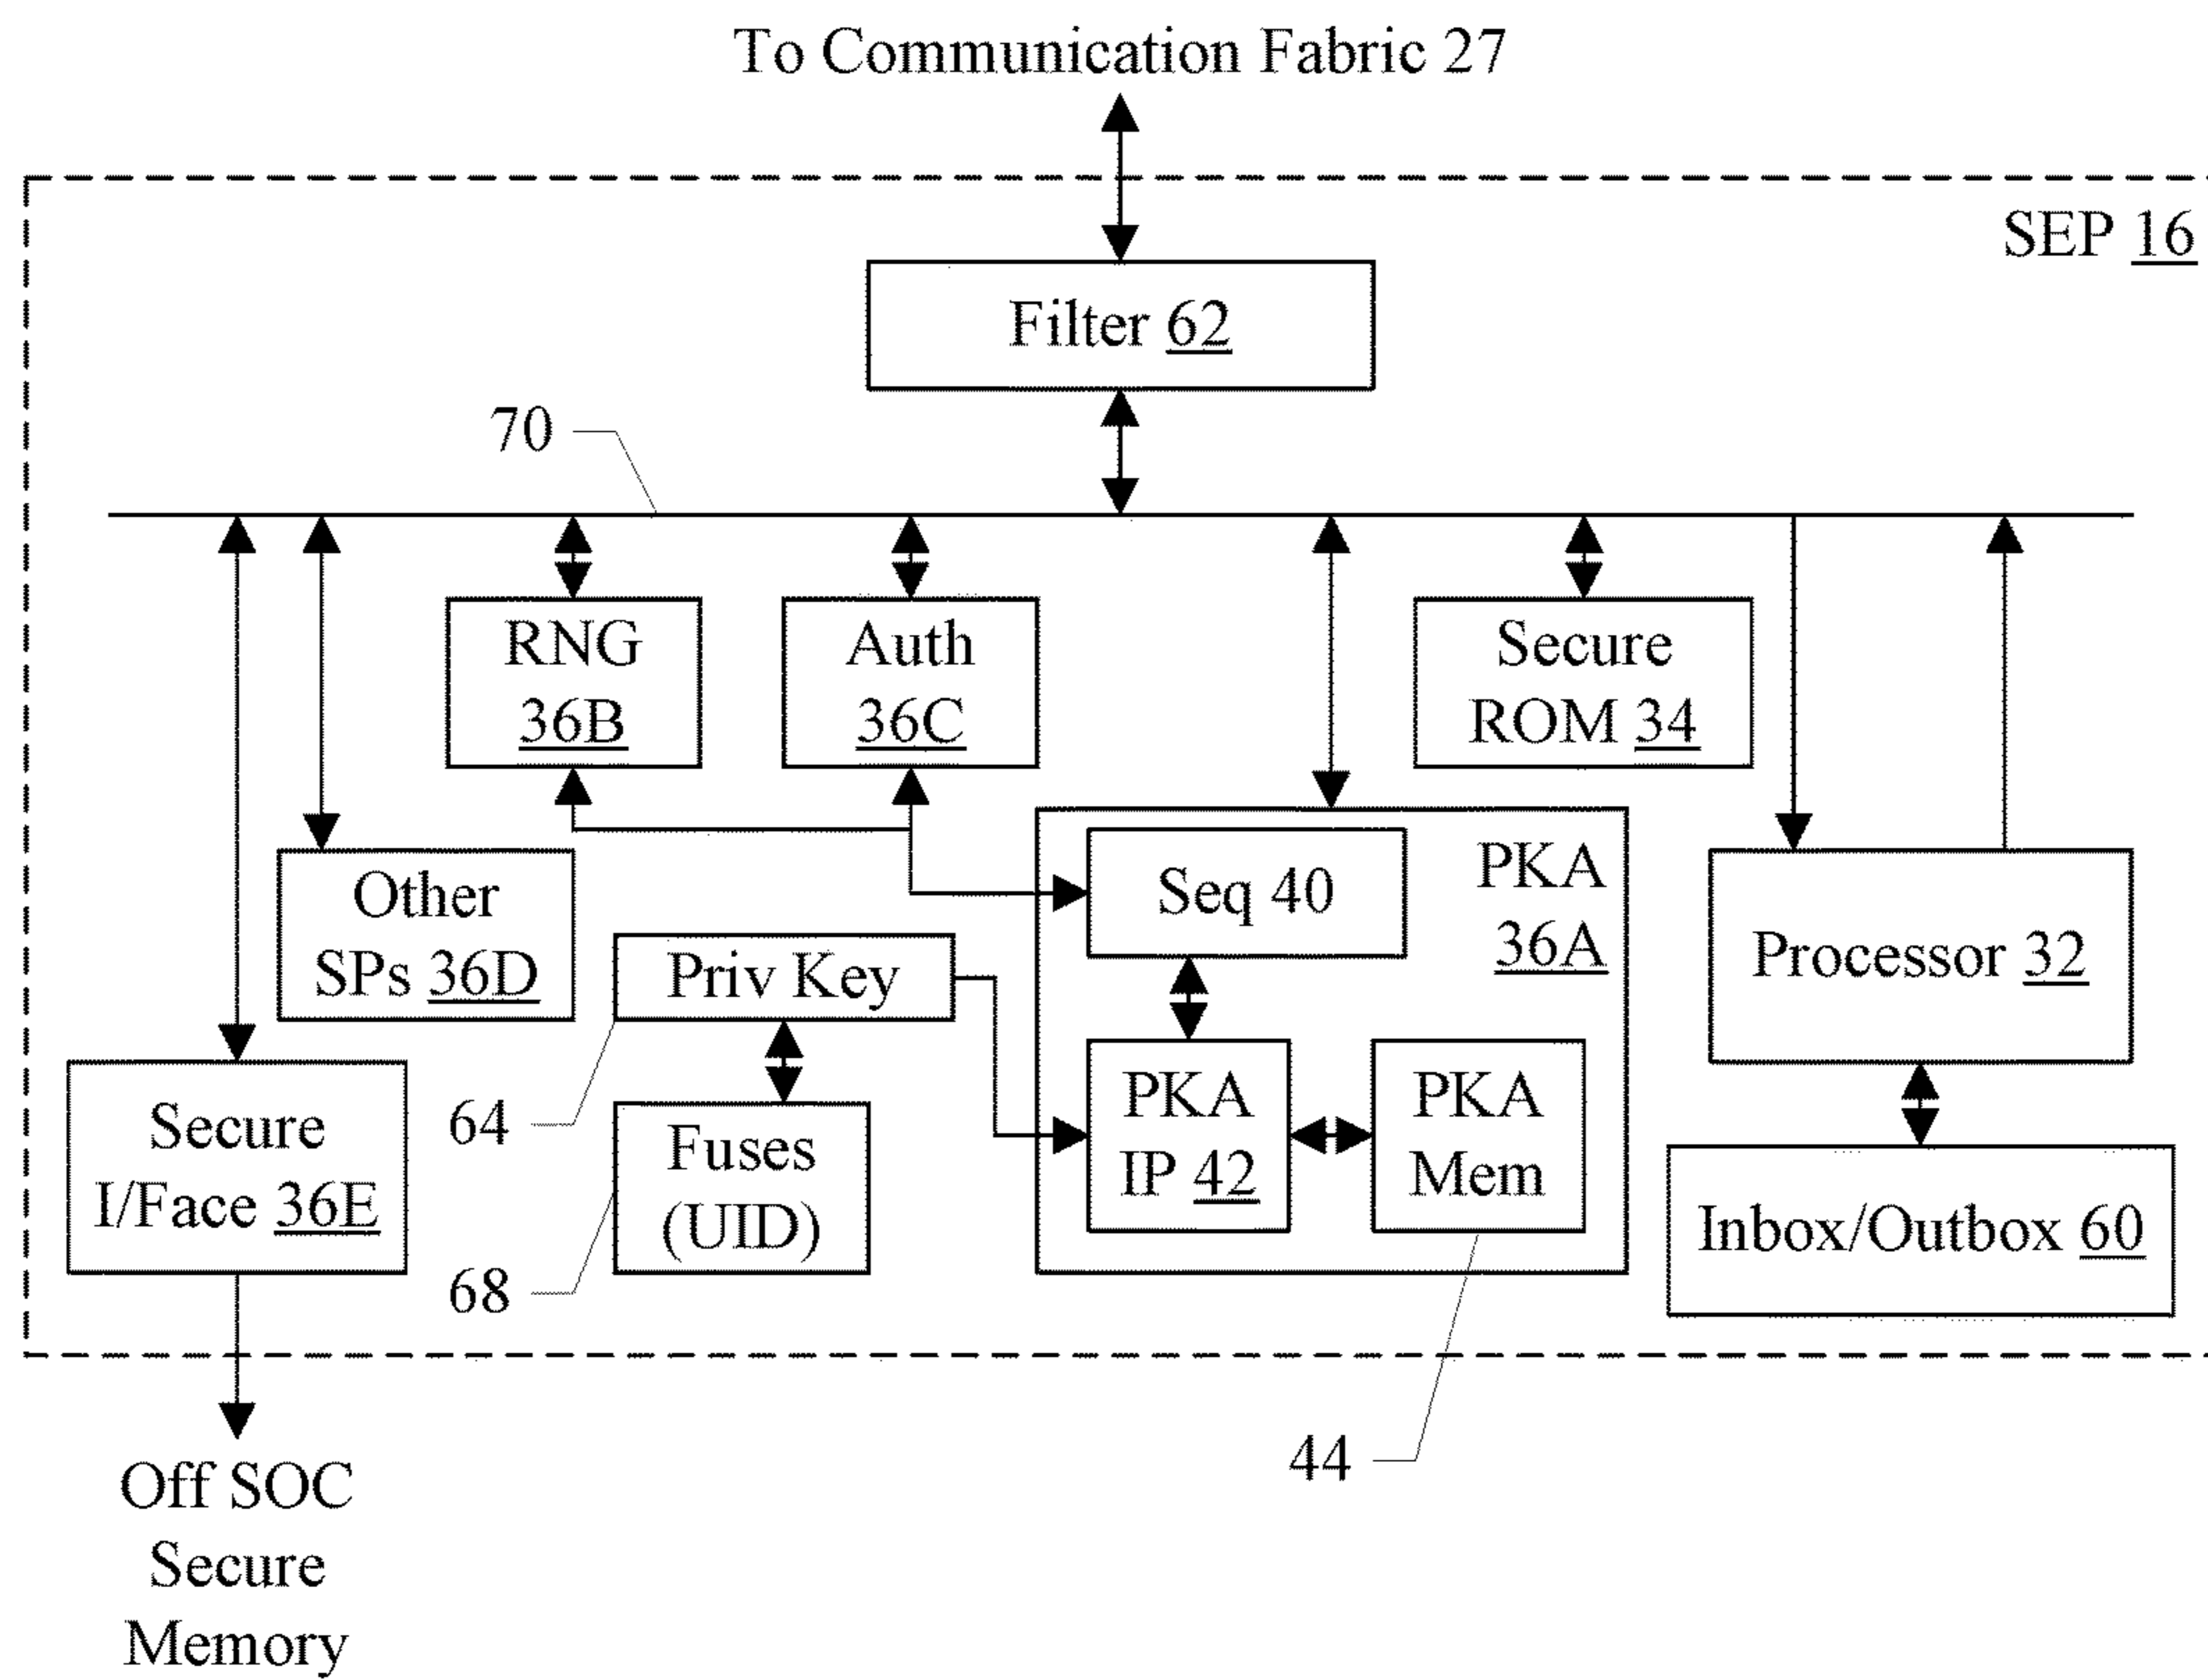 To Communication Fabric 27
SEP 16
Filter 62
70
RNG
36B
Auth
36C
Secure
ROM 34
Other
SPs 36D
Seq 40
PKA
36A
Priv Key
Processor 32
Secure
I/Face 36E
64
Fuses
(UID)
68
PKA
IP 42
PKA
Mem
Inbox/Outbox 60
44
Off SOC
Secure
Memory